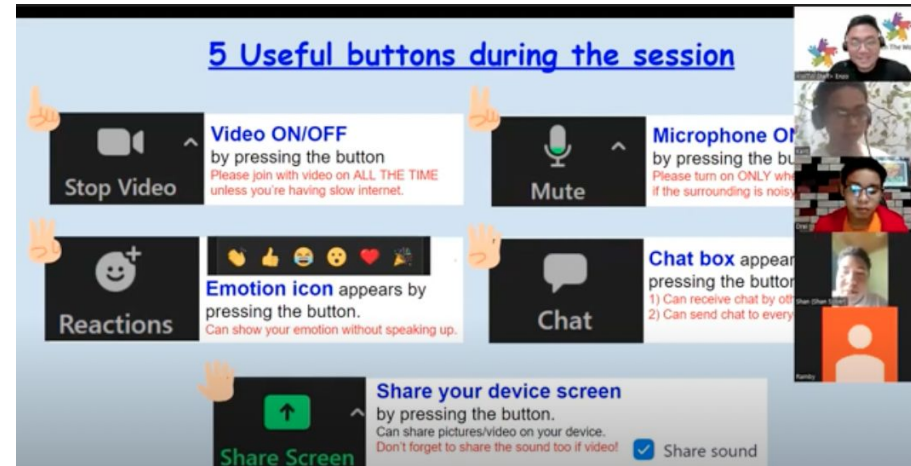 5 Useful buttons during the session
Stop Video
Video ON/OFF
by pressing the button
Please join with video on ALL THE TIME
unless you're having slow internet.
Mute
Microphone
by pressing the
Please turn on ONLY
if the surrounding is noisy
Reactions
Emotion icon appears by
pressing the button.
Can show your emotion without speaking up.
Chat
Chat box appear
pressing the
1) Can receive chat by
2) Can send chat to every
Share Screen
Share your device screen
by pressing the button.
Can share pictures/video on your device.
Don't forget to share the sound too if video!
Share sound